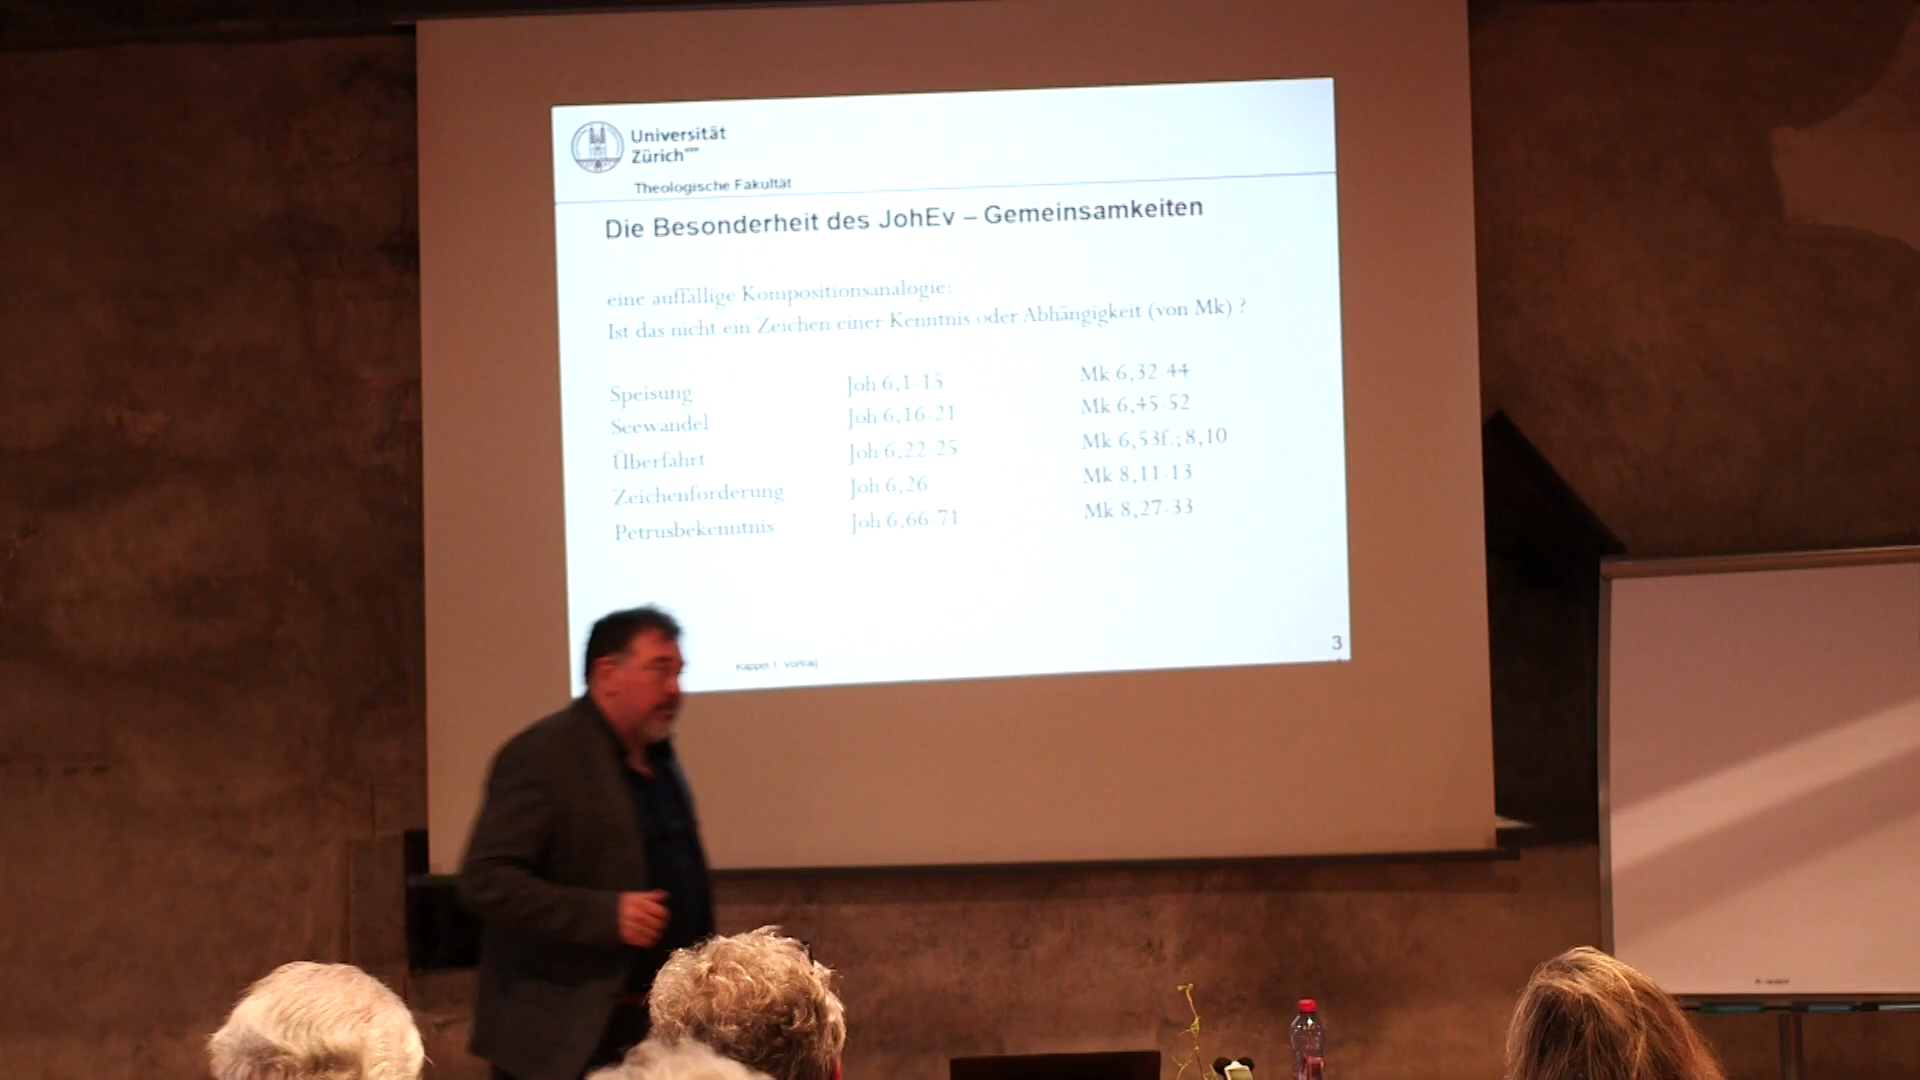 Universität
Zürich
Theologische Fakultät
Die Besonderheit des JohEv – Gemeinsamkeiten
eine auffällige Kompositionsanalogie:
Ist das nicht ein Zeichen einer Kenntnis oder Abhängigkeit (von Mk) ?
Speisung Joh 6,1-15 Mk 6,32-44
Seewandel Joh 6,16-21 Mk 6,45-52
Überfahrt Joh 6,22-25 Mk 6,53f.; 8,10
Zeichenforderung Joh 6,26 Mk 8,11-13
Petrusbekenntnis Joh 6,66-71 Mk 8,27-33
Kappel 1. Vortrag
3